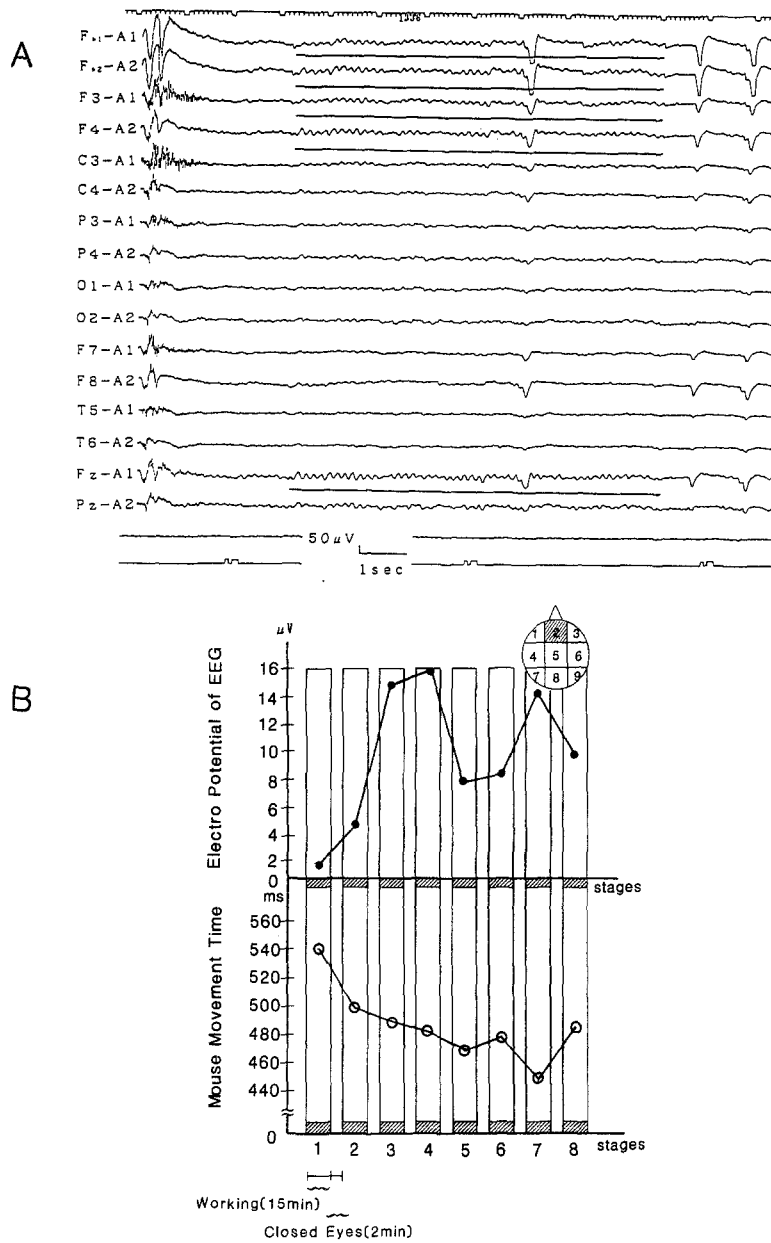 A
1336
Fp1-A1
Fp2-A2
F3-A1
F4-A2
C3-A1
C4-A2
P3-A1
P4-A2
O1-A1
O2-A2
F7-A1
F8-A2
T5-A1
T6-A2
Fz-A1
Pz-A2
50μV
1sec
B
μV
1 2 3
4 5 6
7 8 9
Electro Potential of EEG
16
14
12
10
8
6
4
2
0
stages
ms
Mouse Movement Time
560
540
520
500
480
460
440
0
1 2 3 4 5 6 7 8 stages
Working(15min)
Closed Eyes(2min)